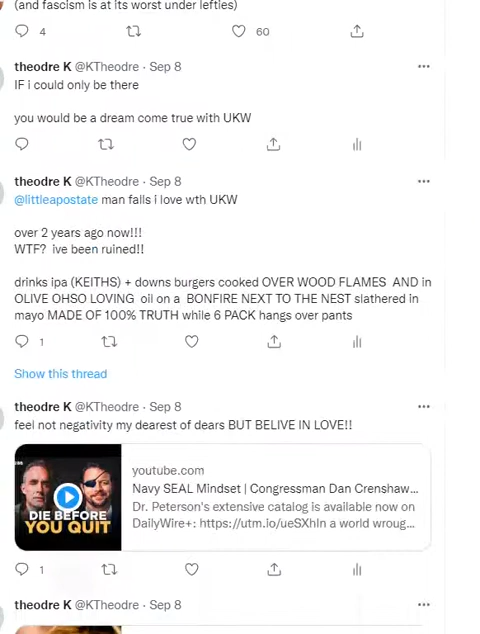 (and fascism is at its worst under lefties)
4
60
theodre K @KTheodre · Sep 8
IF i could only be there
you would be a dream come true with UKW
theodre K @KTheodre · Sep 8
@littleapostate man falls i love wth UKW
over 2 years ago now!!!
WTF? ive been ruined!!
drinks ipa (KEITHS) + downs burgers cooked OVER WOOD FLAMES AND in
OLIVE OHSO LOVING oil on a BONFIRE NEXT TO THE NEST slathered in
mayo MADE OF 100% TRUTH while 6 PACK hangs over pants
1
Show this thread
theodre K @KTheodre · Sep 8
feel not negativity my dearest of dears BUT BELIVE IN LOVE!!
DIE BEFORE
YOU QUIT
youtube.com
Navy SEAL Mindset | Congressman Dan Crenshaw...
Dr. Peterson's extensive catalog is available now on
DailyWire+: https://utm.io/ueSXhIn a world wroug...
1
theodre K @KTheodre · Sep 8